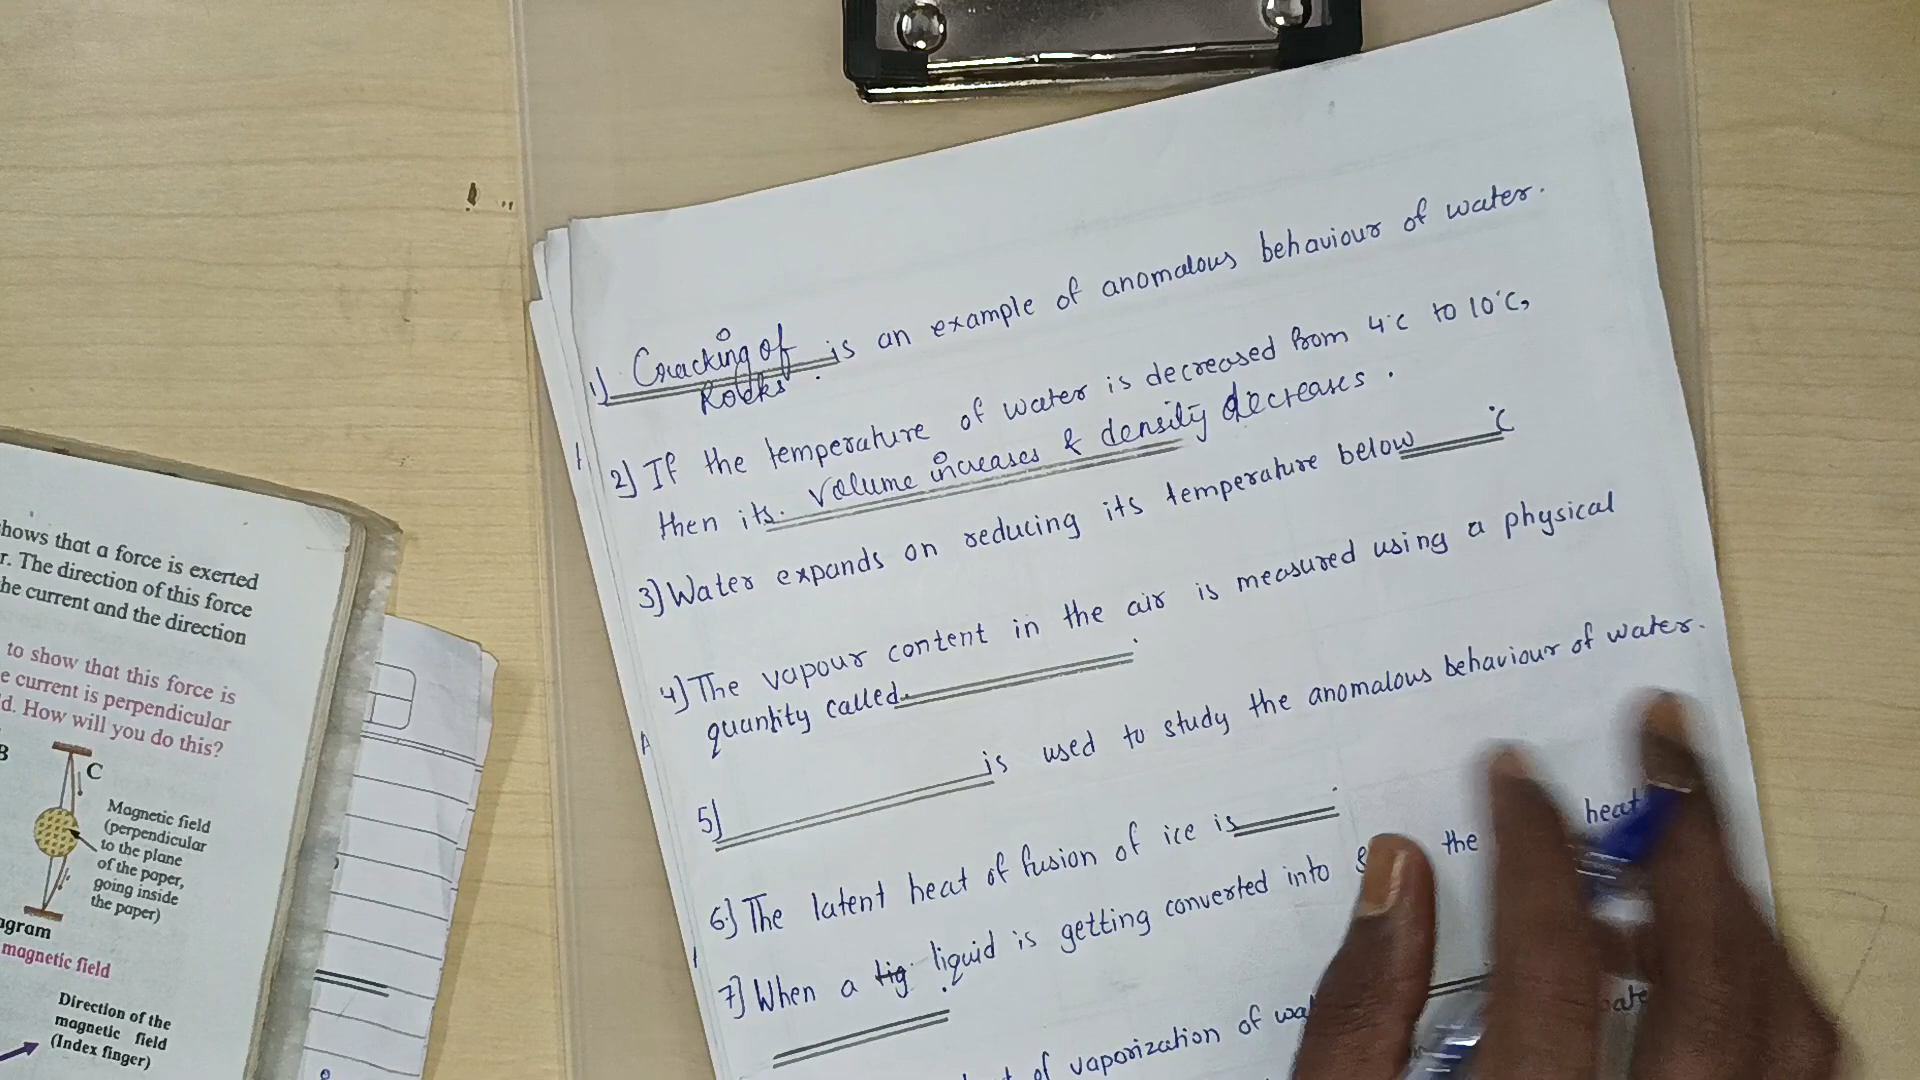 1) Cracking of is an example of anomalous behaviour of water.
Rocks.
2) If the temperature of water is decreased from 4°C to 10°C,
then its. volume increases & density decreases.
3) Water expands on reducing its temperature below °C
4) The vapour content in the air is measured using a physical
quantity called.
5) is used to study the anomalous behaviour of water.
6) The latent heat of fusion of ice is
7) When a liq liquid is getting converted into the heat
of vaporization of
hows that a force is exerted
r. The direction of this force
he current and the direction
to show that this force is
e current is perpendicular
d. How will you do this?
B
C
Magnetic field
(perpendicular
to the plane
of the paper,
going inside
the paper)
agram
magnetic field
Direction of the
magnetic field
(Index finger)